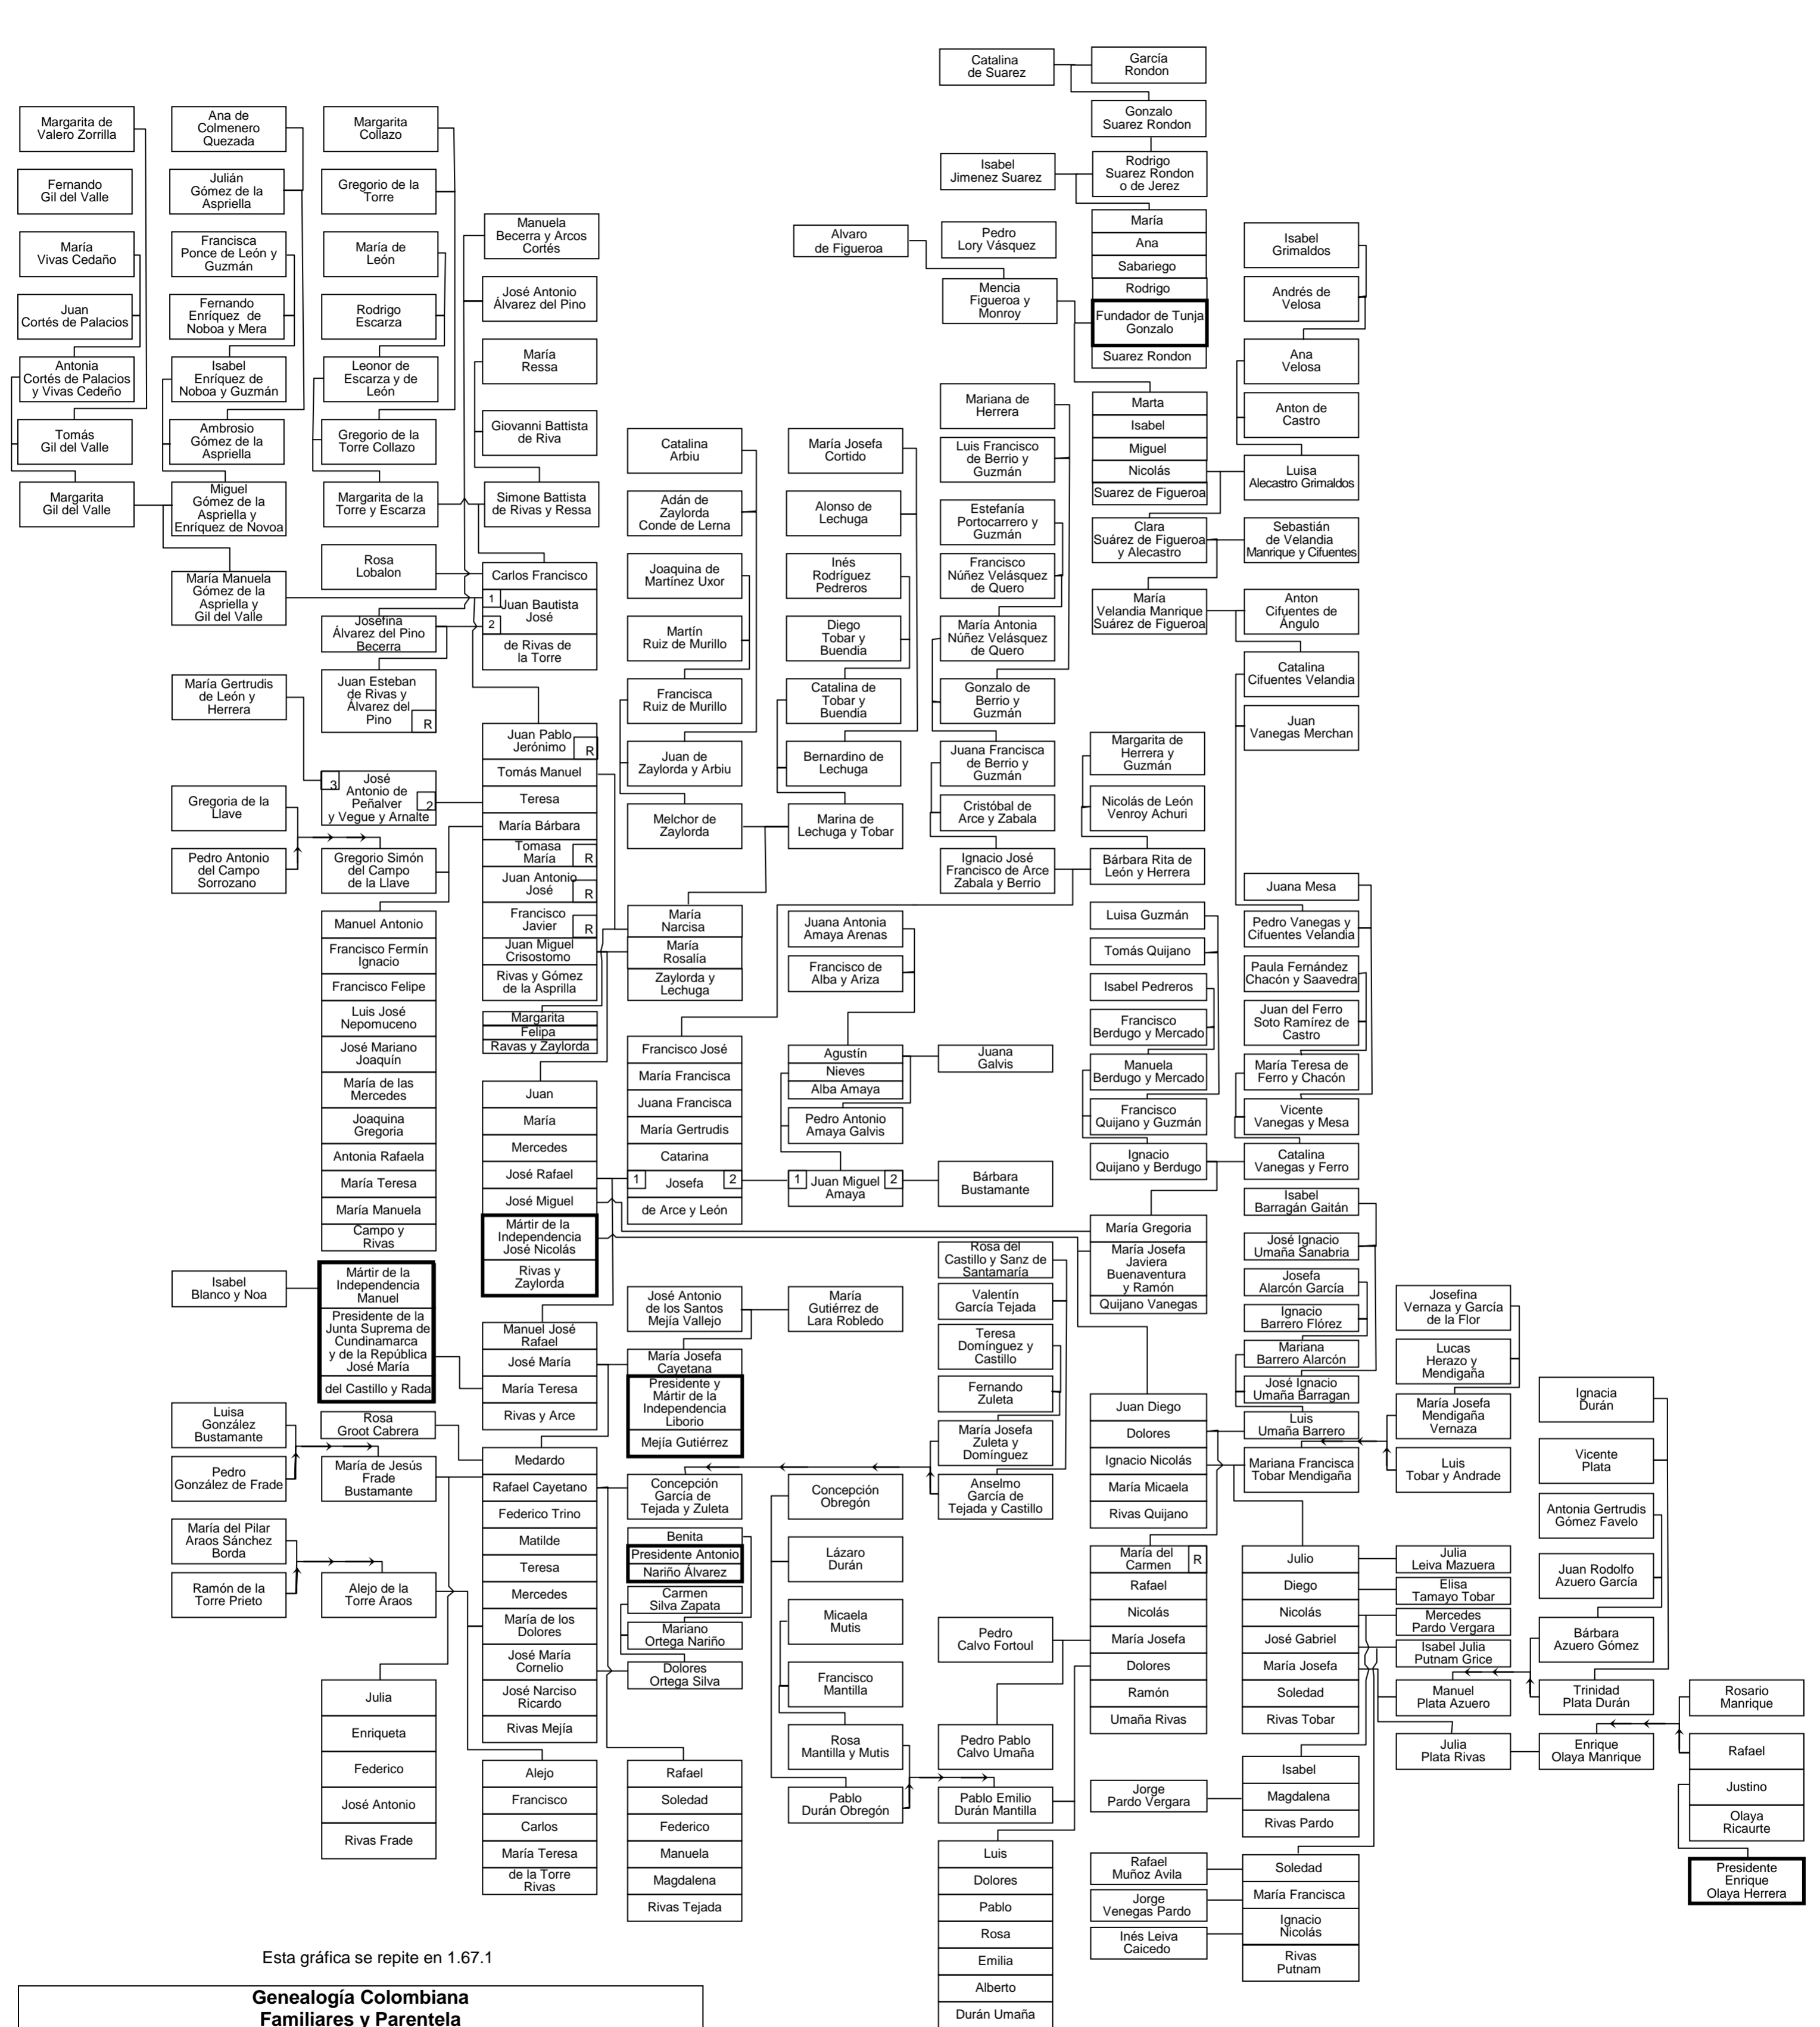 Catalina
de Suarez
García
Rondon
Gonzalo
Suarez Rondon
Isabel
Jimenez Suarez
Rodrigo
Suarez Rondon
o de Jerez
Margarita de
Valero Zorrilla
Fernando
Gil del Valle
María
Vivas Cedaño
Juan
Cortés de Palacios
Antonia
Cortés de Palacios
y Vivas Cedeño
Tomás
Gil del Valle
Margarita
Gil del Valle
Ana de
Colmenero
Quezada
Julián
Gómez de la
Aspriella
Francisca
Ponce de León y
Guzmán
Fernando
Enríquez de
Noboa y Mera
Isabel
Enríquez de
Noboa y Guzmán
Ambrosio
Gómez de la
Aspriella
Miguel
Gómez de la
Aspriella y
Enríquez de Novoa
María Manuela
Gómez de la
Aspriella y
Gil del Valle
María Gertrudis
de León y
Herrera
Gregoria de la
Llave
Pedro Antonio
del Campo
Sorrozano
Margarita
Collazo
Gregorio de la
Torre
María de
León
Rodrigo
Escarza
Leonor de
Escarza y de
León
Gregorio de la
Torre Collazo
Margarita de la
Torre y Escarza
Rosa
Lobalon
Josefina
Álvarez del Pino
Becerra
Juan Esteban
de Rivas y
Álvarez del
Pino
R
3
José
Antonio de
Peñalver
y Vegue y Arnalte
2
Gregorio Simón
del Campo
de la Llave
Manuel Antonio
Francisco Fermín
Ignacio
Francisco Felipe
Luis José
Nepomuceno
José Mariano
Joaquín
María de las
Mercedes
Joaquina
Gregoria
Antonia Rafaela
María Teresa
María Manuela
Campo y
Rivas
Isabel
Blanco y Noa
Mártir de la
Independencia
Manuel
Presidente de la
Junta Suprema de
Cundinamarca
y de la República
José María
del Castillo y Rada
Luisa
González
Bustamante
Pedro
González de Frade
Rosa
Groot Cabrera
María de Jesús
Frade
Bustamante
María del Pilar
Araos Sánchez
Borda
Ramón de la
Torre Prieto
Alejo de la
Torre Araos
Julia
Enriqueta
Federico
José Antonio
Rivas Frade
Manuela
Becerra y Arcos
Cortés
José Antonio
Álvarez del Pino
María
Ressa
Giovanni Battista
de Riva
Simone Battista
de Rivas y Ressa
Carlos Francisco
1
Juan Bautista
José
2
de Rivas de
la Torre
Juan Pablo
Jerónimo
R
Tomás Manuel
Teresa
María Bárbara
Tomasa
María
R
Juan Antonio
José
R
Francisco
Javier
R
Juan Miguel
Crisostomo
Rivas y Gómez
de la Asprilla
Margarita
Felipa
Ravas y Zaylorda
Juan
María
Mercedes
José Rafael
José Miguel
Mártir de la
Independencia
José Nicolás
Rivas y
Zaylorda
Manuel José
Rafael
José María
María Teresa
Rivas y Arce
Medardo
Rafael Cayetano
Federico Trino
Matilde
Teresa
Mercedes
María de los
Dolores
José María
Cornelio
José Narciso
Ricardo
Rivas Mejía
Alejo
Francisco
Carlos
María Teresa
de la Torre
Rivas
Catalina
Arbiu
Adán de
Zaylorda
Conde de Lerna
Joaquina de
Martínez Uxor
Martín
Ruiz de Murillo
Francisca
Ruiz de Murillo
Juan de
Zaylorda y Arbiu
Melchor de
Zaylorda
María
Narcisa
María
Rosalía
Zaylorda y
Lechuga
Francisco José
María Francisca
Juana Francisca
María Gertrudis
Catarina
1
Josefa
2
de Arce y León
José Antonio
de los Santos
Mejía Vallejo
María Josefa
Cayetana
Presidente y
Mártir de la
Independencia
Liborio
Mejía Gutiérrez
Concepción
García de
Tejada y Zuleta
Benita
Presidente Antonio
Nariño Álvarez
Carmen
Silva Zapata
Mariano
Ortega Nariño
Dolores
Ortega Silva
Rafael
Soledad
Federico
Manuela
Magdalena
Rivas Tejada
Alvaro
de Figueroa
María Josefa
Cortido
Alonso de
Lechuga
Inés
Rodríguez
Pedreros
Diego
Tobar y
Buendia
Catalina de
Tobar y
Buendia
Bernardino de
Lechuga
Marina de
Lechuga y Tobar
Juana Antonia
Amaya Arenas
Francisco de
Alba y Ariza
Agustín
Nieves
Alba Amaya
Pedro Antonio
Amaya Galvis
1
Juan Miguel
Amaya
2
María
Gutiérrez de
Lara Robledo
Concepción
Obregón
Lázaro
Durán
Micaela
Mutis
Francisco
Mantilla
Rosa
Mantilla y Mutis
Pablo
Durán Obregón
Pedro
Lory Vásquez
Mencia
Figueroa y
Monroy
Mariana de
Herrera
Luis Francisco
de Berrio y
Guzmán
Estefanía
Portocarrero y
Guzmán
Francisco
Núñez Velásquez
de Quero
María Antonia
Núñez Velásquez
de Quero
Gonzalo de
Berrio y
Guzmán
Juana Francisca
de Berrio y
Guzmán
Cristóbal de
Arce y Zabala
Ignacio José
Francisco de Arce
Zabala y Berrio
Juana
Galvis
Bárbara
Bustamante
Rosa del
Castillo y Sanz de
Santamaría
Valentín
García Tejada
Teresa
Domínguez y
Castillo
Fernando
Zuleta
María Josefa
Zuleta y
Domínguez
Anselmo
García de
Tejada y Castillo
Pedro
Calvo Fortoul
Pedro Pablo
Calvo Umaña
Pablo Emilio
Durán Mantilla
Luis
Dolores
Pablo
Rosa
Emilia
Alberto
Durán Umaña
María
Ana
Sabariego
Rodrigo
Fundador de Tunja
Gonzalo
Suarez Rondon
Marta
Isabel
Miguel
Nicolás
Suarez de Figueroa
Clara
Suárez de Figueroa
y Alecastro
María
Velandia Manrique
Suárez de Figueroa
Margarita de
Herrera y
Guzmán
Nicolás de León
Venroy Achuri
Bárbara Rita de
León y Herrera
Luisa Guzmán
Tomás Quijano
Isabel Pedreros
Francisco
Berdugo y Mercado
Manuela
Berdugo y Mercado
Francisco
Quijano y Guzmán
Ignacio
Quijano y Berdugo
María Gregoria
María Josefa
Javiera
Buenaventura
y Ramón
Quijano Vanegas
Juan Diego
Dolores
Ignacio Nicolás
María Micaela
Rivas Quijano
María del
Carmen
R
Rafael
Nicolás
María Josefa
Dolores
Ramón
Umaña Rivas
Jorge
Pardo Vergara
Rafael
Muñoz Avila
Jorge
Venegas Pardo
Inés Leiva
Caicedo
Isabel
Grimaldos
Andrés de
Velosa
Ana
Velosa
Anton de
Castro
Luisa
Alecastro Grimaldos
Sebastián
de Velandia
Manrique y Cifuentes
Anton
Cifuentes de
Ángulo
Catalina
Cifuentes Velandia
Juan
Vanegas Merchan
Juana Mesa
Pedro Vanegas y
Cifuentes Velandia
Paula Fernández
Chacón y Saavedra
Juan del Ferro
Soto Ramírez de
Castro
María Teresa de
Ferro y Chacón
Vicente
Vanegas y Mesa
Catalina
Vanegas y Ferro
Isabel
Barragán Gaitán
José Ignacio
Umaña Sanabria
Josefa
Alarcón García
Ignacio
Barrero Flórez
Mariana
Barrero Alarcón
José Ignacio
Umaña Barragan
Luis
Umaña Barrero
Mariana Francisca
Tobar Mendigaña
Julio
Diego
Nicolás
José Gabriel
María Josefa
Soledad
Rivas Tobar
Isabel
Magdalena
Rivas Pardo
Soledad
María Francisca
Ignacio
Nicolás
Rivas
Putnam
Josefina
Vernaza y García
de la Flor
Lucas
Herazo y
Mendigaña
María Josefa
Mendigaña
Vernaza
Luis
Tobar y Andrade
Julia
Leiva Mazuera
Elisa
Tamayo Tobar
Mercedes
Pardo Vergara
Isabel Julia
Putnam Grice
Manuel
Plata Azuero
Julia
Plata Rivas
Ignacia
Durán
Vicente
Plata
Antonia Gertrudis
Gómez Favelo
Juan Rodolfo
Azuero García
Bárbara
Azuero Gómez
Trinidad
Plata Durán
Enrique
Olaya Manrique
Rosario
Manrique
Rafael
Justino
Olaya
Ricaurte
Presidente
Enrique
Olaya Herrera
Esta gráfica se repite en 1.67.1
Genealogía Colombiana
Familiares y Parentela